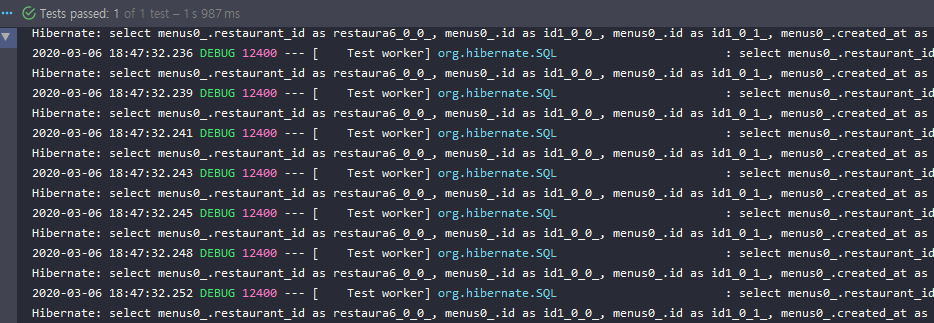 Tests passed: 1 of 1 test – 1 s 987 ms
Hibernate: select menus0_.restaurant_id as restaura6_0_0_, menus0_.id as id1_0_0_, menus0_.id as id1_0_1_, menus0_.created_at as
2020-03-06 18:47:32.236 DEBUG 12400 --- [    Test worker] org.hibernate.SQL                        : select menus0_.restaurant_id
Hibernate: select menus0_.restaurant_id as restaura6_0_0_, menus0_.id as id1_0_0_, menus0_.id as id1_0_1_, menus0_.created_at as
2020-03-06 18:47:32.239 DEBUG 12400 --- [    Test worker] org.hibernate.SQL                        : select menus0_.restaurant_id
Hibernate: select menus0_.restaurant_id as restaura6_0_0_, menus0_.id as id1_0_0_, menus0_.id as id1_0_1_, menus0_.created_at as
2020-03-06 18:47:32.241 DEBUG 12400 --- [    Test worker] org.hibernate.SQL                        : select menus0_.restaurant_id
Hibernate: select menus0_.restaurant_id as restaura6_0_0_, menus0_.id as id1_0_0_, menus0_.id as id1_0_1_, menus0_.created_at as
2020-03-06 18:47:32.243 DEBUG 12400 --- [    Test worker] org.hibernate.SQL                        : select menus0_.restaurant_id
Hibernate: select menus0_.restaurant_id as restaura6_0_0_, menus0_.id as id1_0_0_, menus0_.id as id1_0_1_, menus0_.created_at as
2020-03-06 18:47:32.245 DEBUG 12400 --- [    Test worker] org.hibernate.SQL                        : select menus0_.restaurant_id
Hibernate: select menus0_.restaurant_id as restaura6_0_0_, menus0_.id as id1_0_0_, menus0_.id as id1_0_1_, menus0_.created_at as
2020-03-06 18:47:32.248 DEBUG 12400 --- [    Test worker] org.hibernate.SQL                        : select menus0_.restaurant_id
Hibernate: select menus0_.restaurant_id as restaura6_0_0_, menus0_.id as id1_0_0_, menus0_.id as id1_0_1_, menus0_.created_at as
2020-03-06 18:47:32.252 DEBUG 12400 --- [    Test worker] org.hibernate.SQL                        : select menus0_.restaurant_id
Hibernate: select menus0_.restaurant_id as restaura6_0_0_, menus0_.id as id1_0_0_, menus0_.id as id1_0_1_, menus0_.created_at as